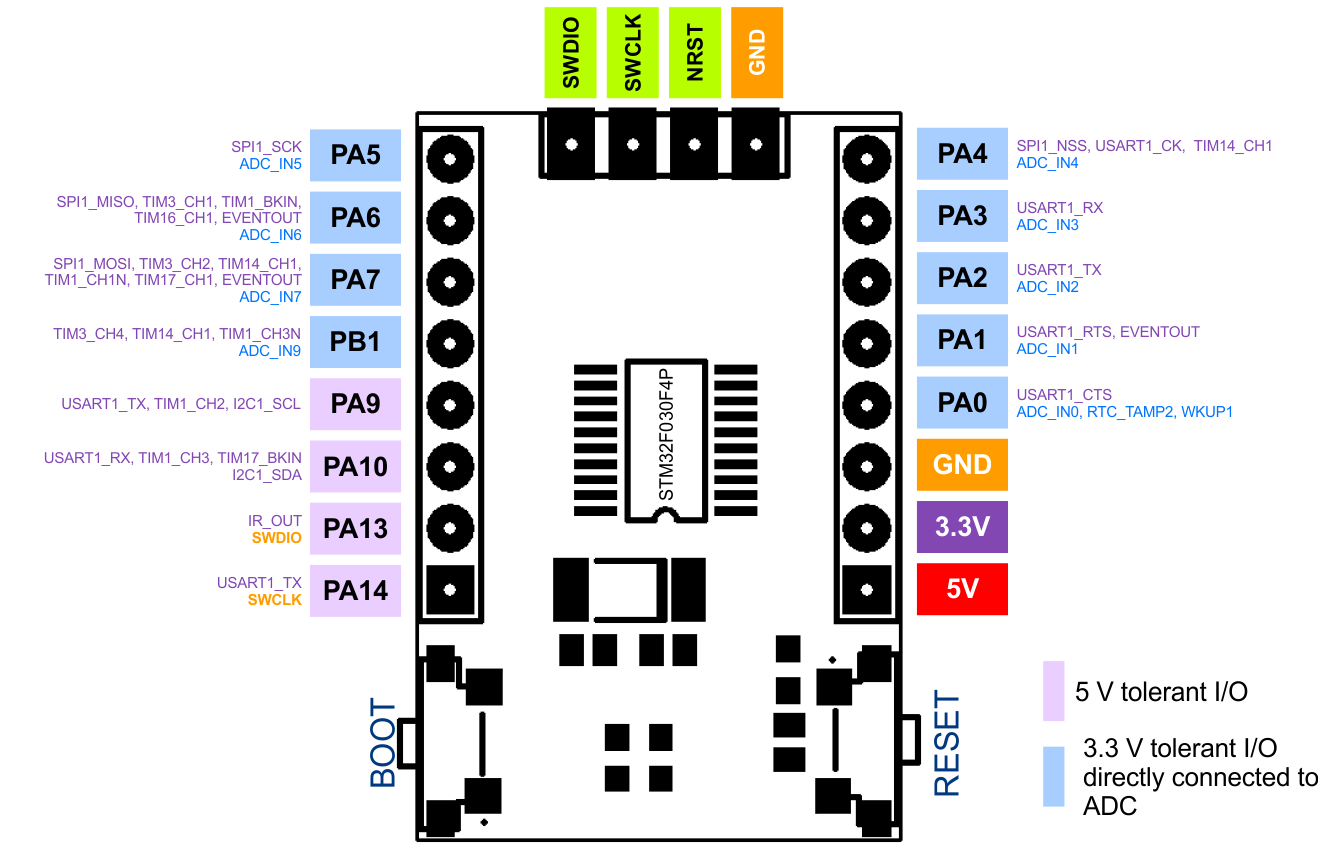 SWDIO
SWCLK
NRST
GND
SPI1_SCK
ADC_IN5
PA5
SPI1_MISO, TIM3_CH1, TIM1_BKIN,
TIM16_CH1, EVENTOUT
ADC_IN6
PA6
SPI1_MOSI, TIM3_CH2, TIM14_CH1,
TIM1_CH1N, TIM17_CH1, EVENTOUT
ADC_IN7
PA7
TIM3_CH4, TIM14_CH1, TIM1_CH3N
ADC_IN9
PB1
USART1_TX, TIM1_CH2, I2C1_SCL
PA9
USART1_RX, TIM1_CH3, TIM17_BKIN
I2C1_SDA
PA10
IR_OUT
SWDIO
PA13
USART1_TX
SWCLK
PA14
STM32F030F4P
PA4
SPI1_NSS, USART1_CK, TIM14_CH1
ADC_IN4
PA3
USART1_RX
ADC_IN3
PA2
USART1_TX
ADC_IN2
PA1
USART1_RTS, EVENTOUT
ADC_IN1
PA0
USART1_CTS
ADC_IN0, RTC_TAMP2, WKUP1
GND
3.3V
5V
BOOT
RESET
5 V tolerant I/O
3.3 V tolerant I/O
directly connected to
ADC